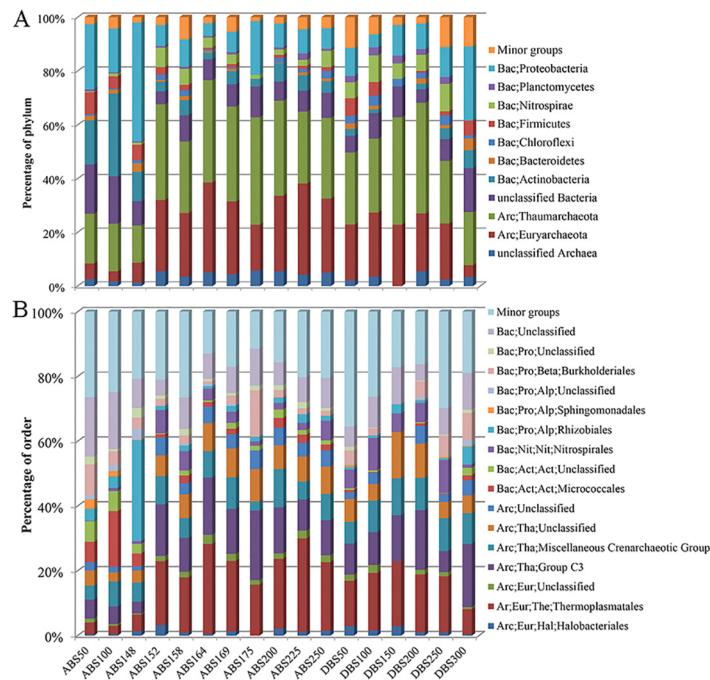 A
100%
80%
60%
40%
20%
0%
Percentage of phylum
Minor groups
Bac;Proteobacteria
Bac;Planctomycetes
Bac;Nitrospirae
Bac;Firmicutes
Bac;Chloroflexi
Bac;Bacteroidetes
Bac;Actinobacteria
unclassified Bacteria
Arc;Thaumarchaeota
Arc;Euryarchaeota
unclassified Archaea
B
100%
80%
60%
40%
20%
0%
Percentage of order
Minor groups
Bac;Unclassified
Bac;Pro;Unclassified
Bac;Pro;Beta;Burkholderiales
Bac;Pro;Alp;Unclassified
Bac;Pro;Alp;Sphingomonadales
Bac;Pro;Alp;Rhizobiales
Bac;Nit;Nit;Nitrospirales
Bac;Act;Act;Unclassified
Bac;Act;Act;Micrococcales
Arc;Unclassified
Arc;Tha;Unclassified
Arc;Tha;Miscellaneous Crenarchaeotic Group
Arc;Tha;Group C3
Arc;Eur;Unclassified
Ar;Eur;The;Thermoplasmatales
Arc;Eur;Hal;Halobacteriales
ABS50
ABS100
ABS148
ABS152
ABS158
ABS164
ABS169
ABS175
ABS200
ABS225
ABS250
DBS50
DBS100
DBS150
DBS200
DBS250
DBS300